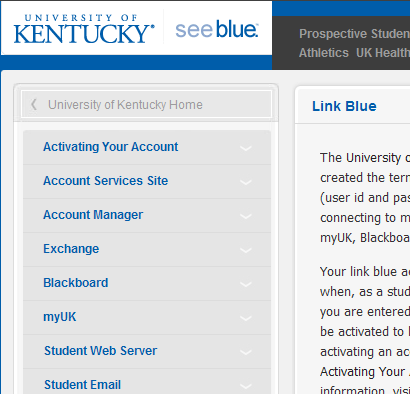 UNIVERSITY OF
KENTUCKY
see blue.
Prospective Studen
Athletics UK Health
University of Kentucky Home
Activating Your Account
Account Services Site
Account Manager
Exchange
Blackboard
myUK
Student Web Server
Student Email
Link Blue
The University o
created the terr
(user id and pas
connecting to m
myUK, Blackboa
Your link blue a
when, as a stud
you are entered
be activated to l
activating an ac
Activating Your
information, visi